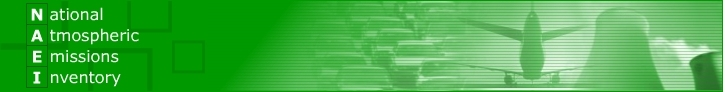 National
Atmospheric
Emissions
Inventory